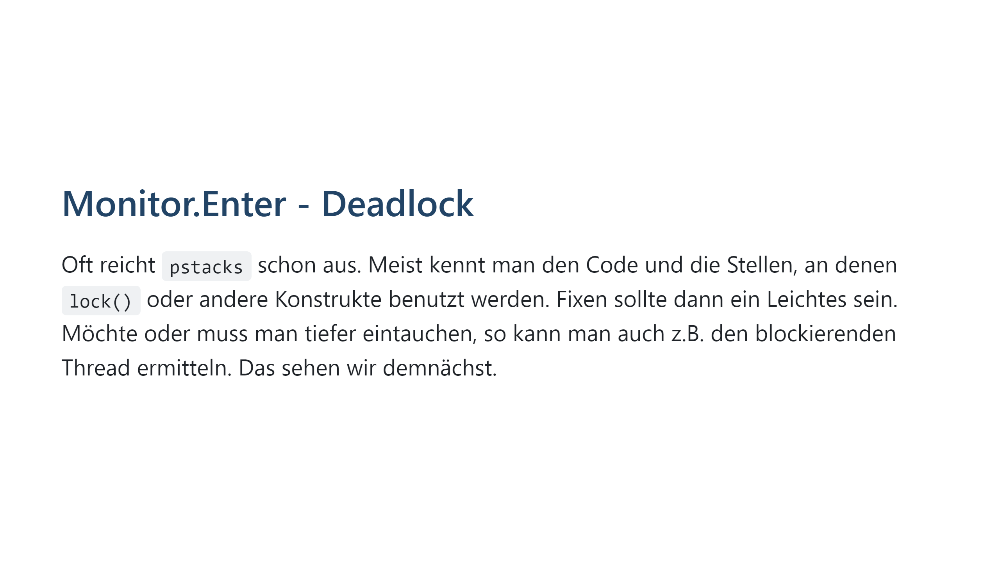 Monitor.Enter - Deadlock
Oft reicht pstacks schon aus. Meist kennt man den Code und die Stellen, an denen
lock() oder andere Konstrukte benutzt werden. Fixen sollte dann ein Leichtes sein.
Möchte oder muss man tiefer eintauchen, so kann man auch z.B. den blockierenden
Thread ermitteln. Das sehen wir demnächst.